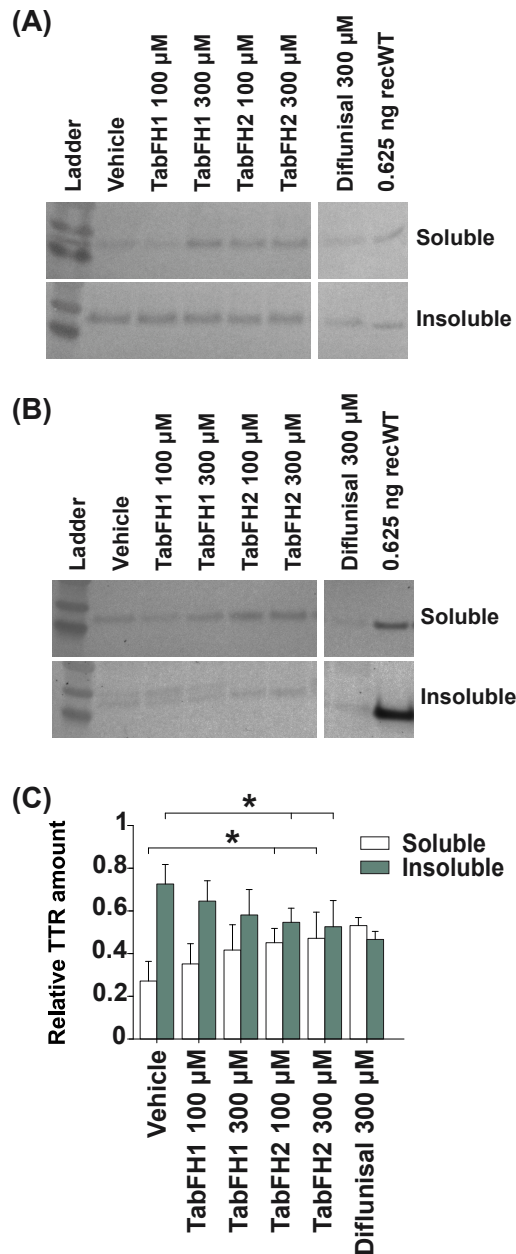 (A)
Ladder
Vehicle
TabFH1 100 µM
TabFH1 300 µM
TabFH2 100 µM
TabFH2 300 µM
Diflunisal 300 µM
0.625 ng recWT
Soluble
Insoluble
(B)
Ladder
Vehicle
TabFH1 100 µM
TabFH1 300 µM
TabFH2 100 µM
TabFH2 300 µM
Diflunisal 300 µM
0.625 ng recWT
Soluble
Insoluble
(C)
Relative TTR amount
1
0.8
0.6
0.4
0.2
0
*
*
Soluble
Insoluble
Vehicle
TabFH1 100 µM
TabFH1 300 µM
TabFH2 100 µM
TabFH2 300 µM
Diflunisal 300 µM